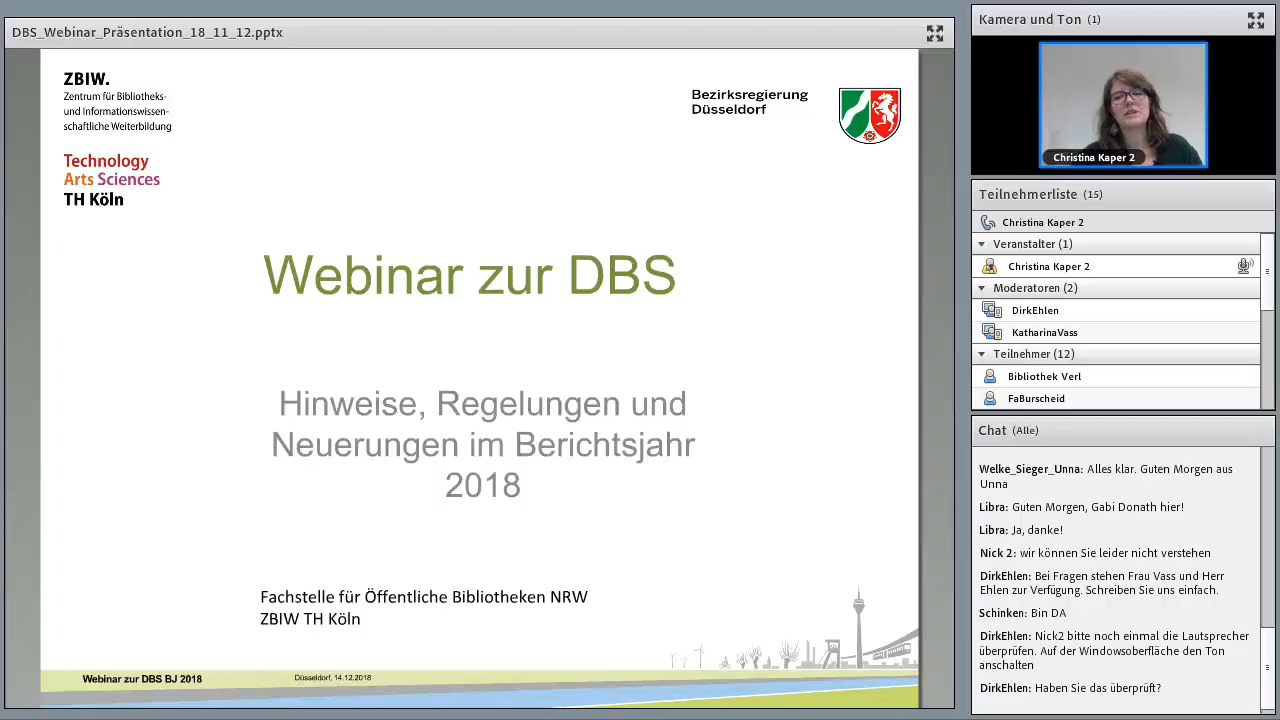 DBS_Webinar_Präsentation_18_11_12.pptx
ZBIW.
Zentrum für Bibliotheks-
und Informationswissen-
schaftliche Weiterbildung
Technology
Arts Sciences
TH Köln
Bezirksregierung
Düsseldorf
Webinar zur DBS
Hinweise, Regelungen und
Neuerungen im Berichtsjahr
2018
Fachstelle für Öffentliche Bibliotheken NRW
ZBIW TH Köln
Webinar zur DBS BJ 2018
Düsseldorf, 14.12.2018
Kamera und Ton (1)
Christina Kaper 2
Teilnehmerliste (15)
Christina Kaper 2
Veranstalter (1)
Christina Kaper 2
Moderatoren (2)
DirkEhlen
KatharinaVass
Teilnehmer (12)
Bibliothek Verl
FaBurscheid
Chat (Alle)
Welke_Sieger_Unna: Alles klar. Guten Morgen aus
Unna
Libra: Guten Morgen, Gabi Donath hier!
Libra: Ja, danke!
Nick 2: wir können Sie leider nicht verstehen
DirkEhlen: Bei Fragen stehen Frau Vass und Herr
Ehlen zur Verfügung. Schreiben Sie uns einfach.
Schinken: Bin DA
DirkEhlen: Nick2 bitte noch einmal die Lautsprecher
überprüfen. Auf der Windowsoberfläche den Ton
anschalten
DirkEhlen: Haben Sie das überprüft?